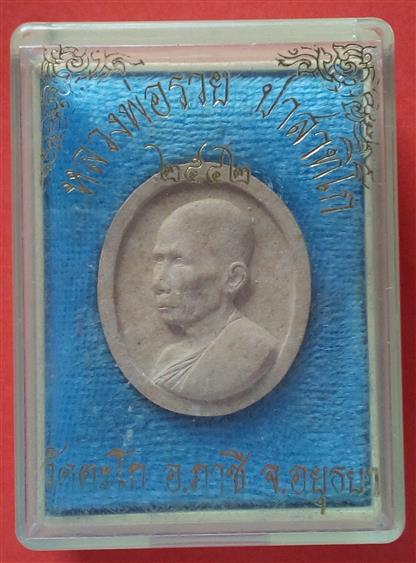 หลวงพ่อรวย ปาสาทิโก
๒๕๔๒
วัดตะโก อ.ภาชี จ.อยุธยา